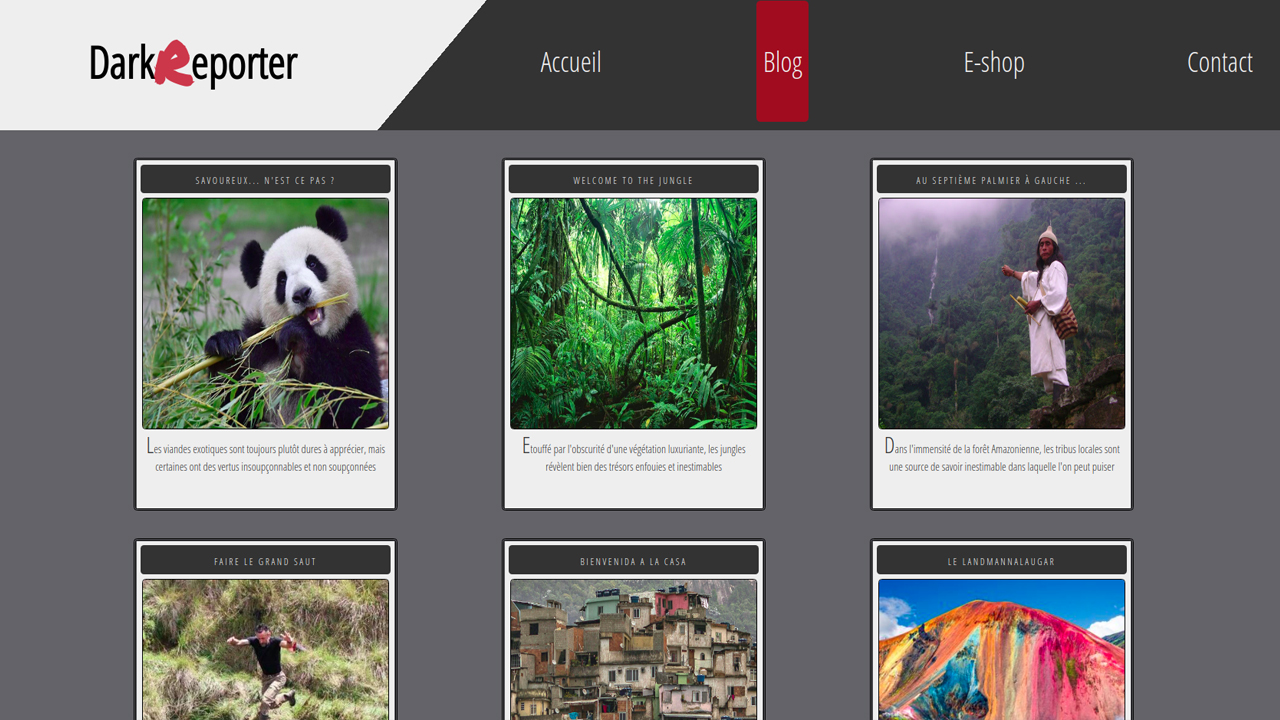 DarkReporter
Accueil
Blog
E-shop
Contact
SAVOUREUX... N'EST CE PAS ?
WELCOME TO THE JUNGLE
AU SEPTIÈME PALMIER À GAUCHE ...
Les viandes exotiques sont toujours plutôt dures à apprécier, mais
certaines ont des vertus insoupçonnables et non soupçonnées
Etouffé par l'obscurité d'une végétation luxuriante, les jungles
révèlent bien des trésors enfouies et inestimables
Dans l'immensité de la forêt Amazonienne, les tribus locales sont
une source de savoir inestimable dans laquelle l'on peut puiser
FAIRE LE GRAND SAUT
BIENVENIDA A LA CASA
LE LANDMANNALAUGAR